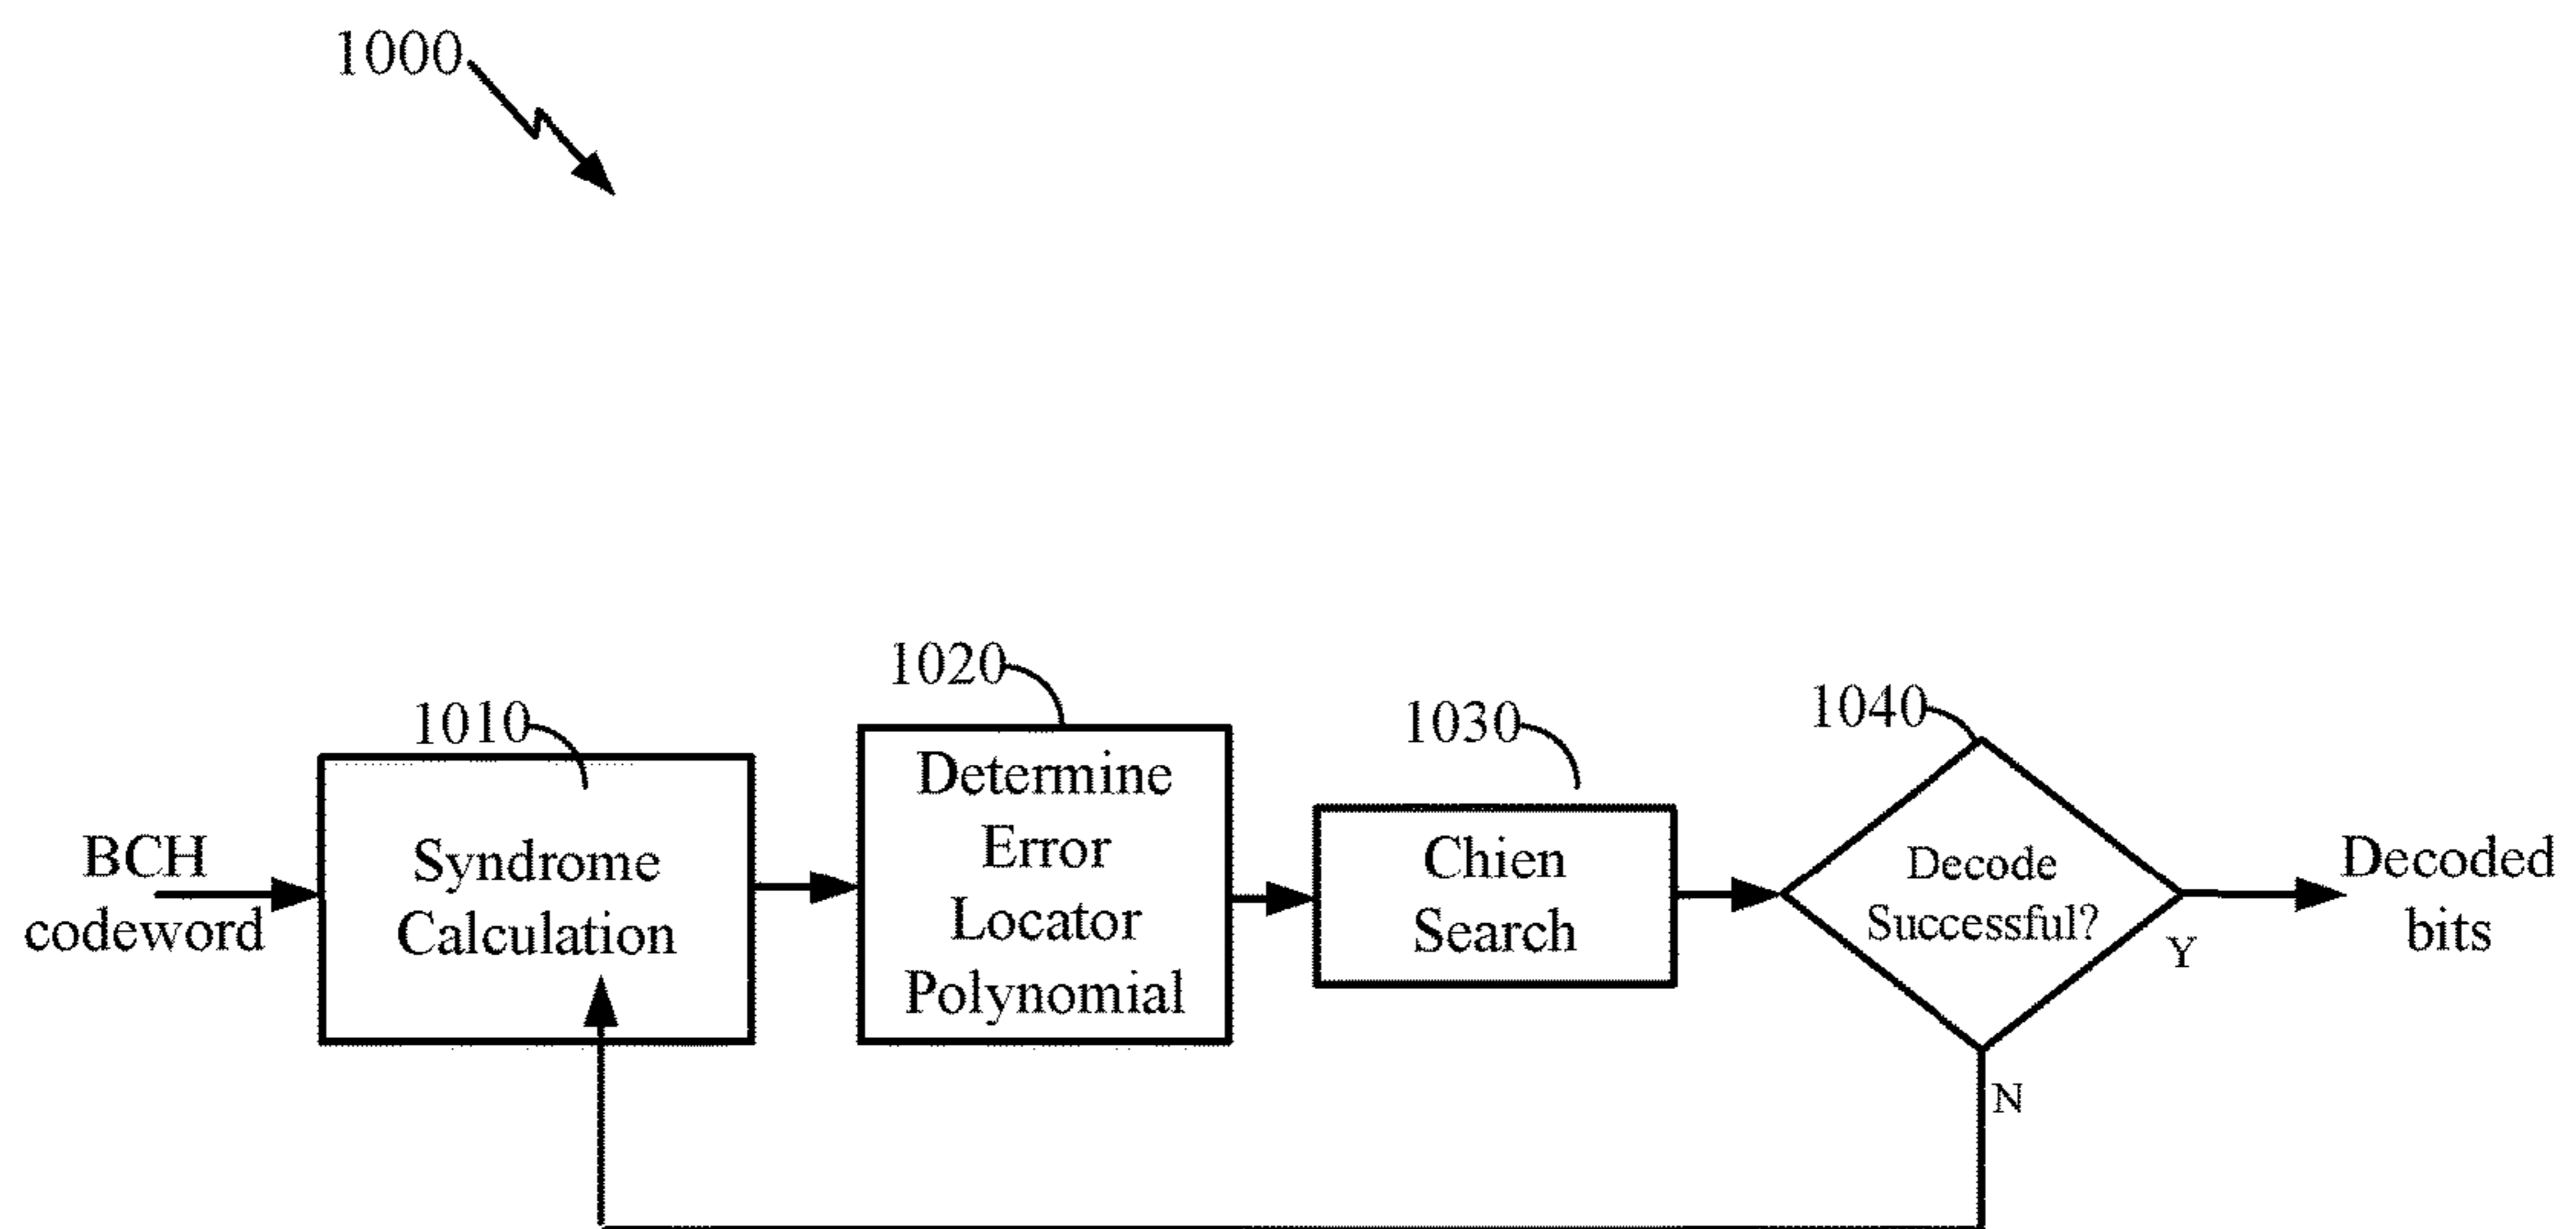 1000
1020
1010
1030
1040
BCH
codeword
Syndrome
Calculation
Determine
Error
Locator
Polynomial
Chien
Search
Decode
Successful?
Y
N
Decoded
bits